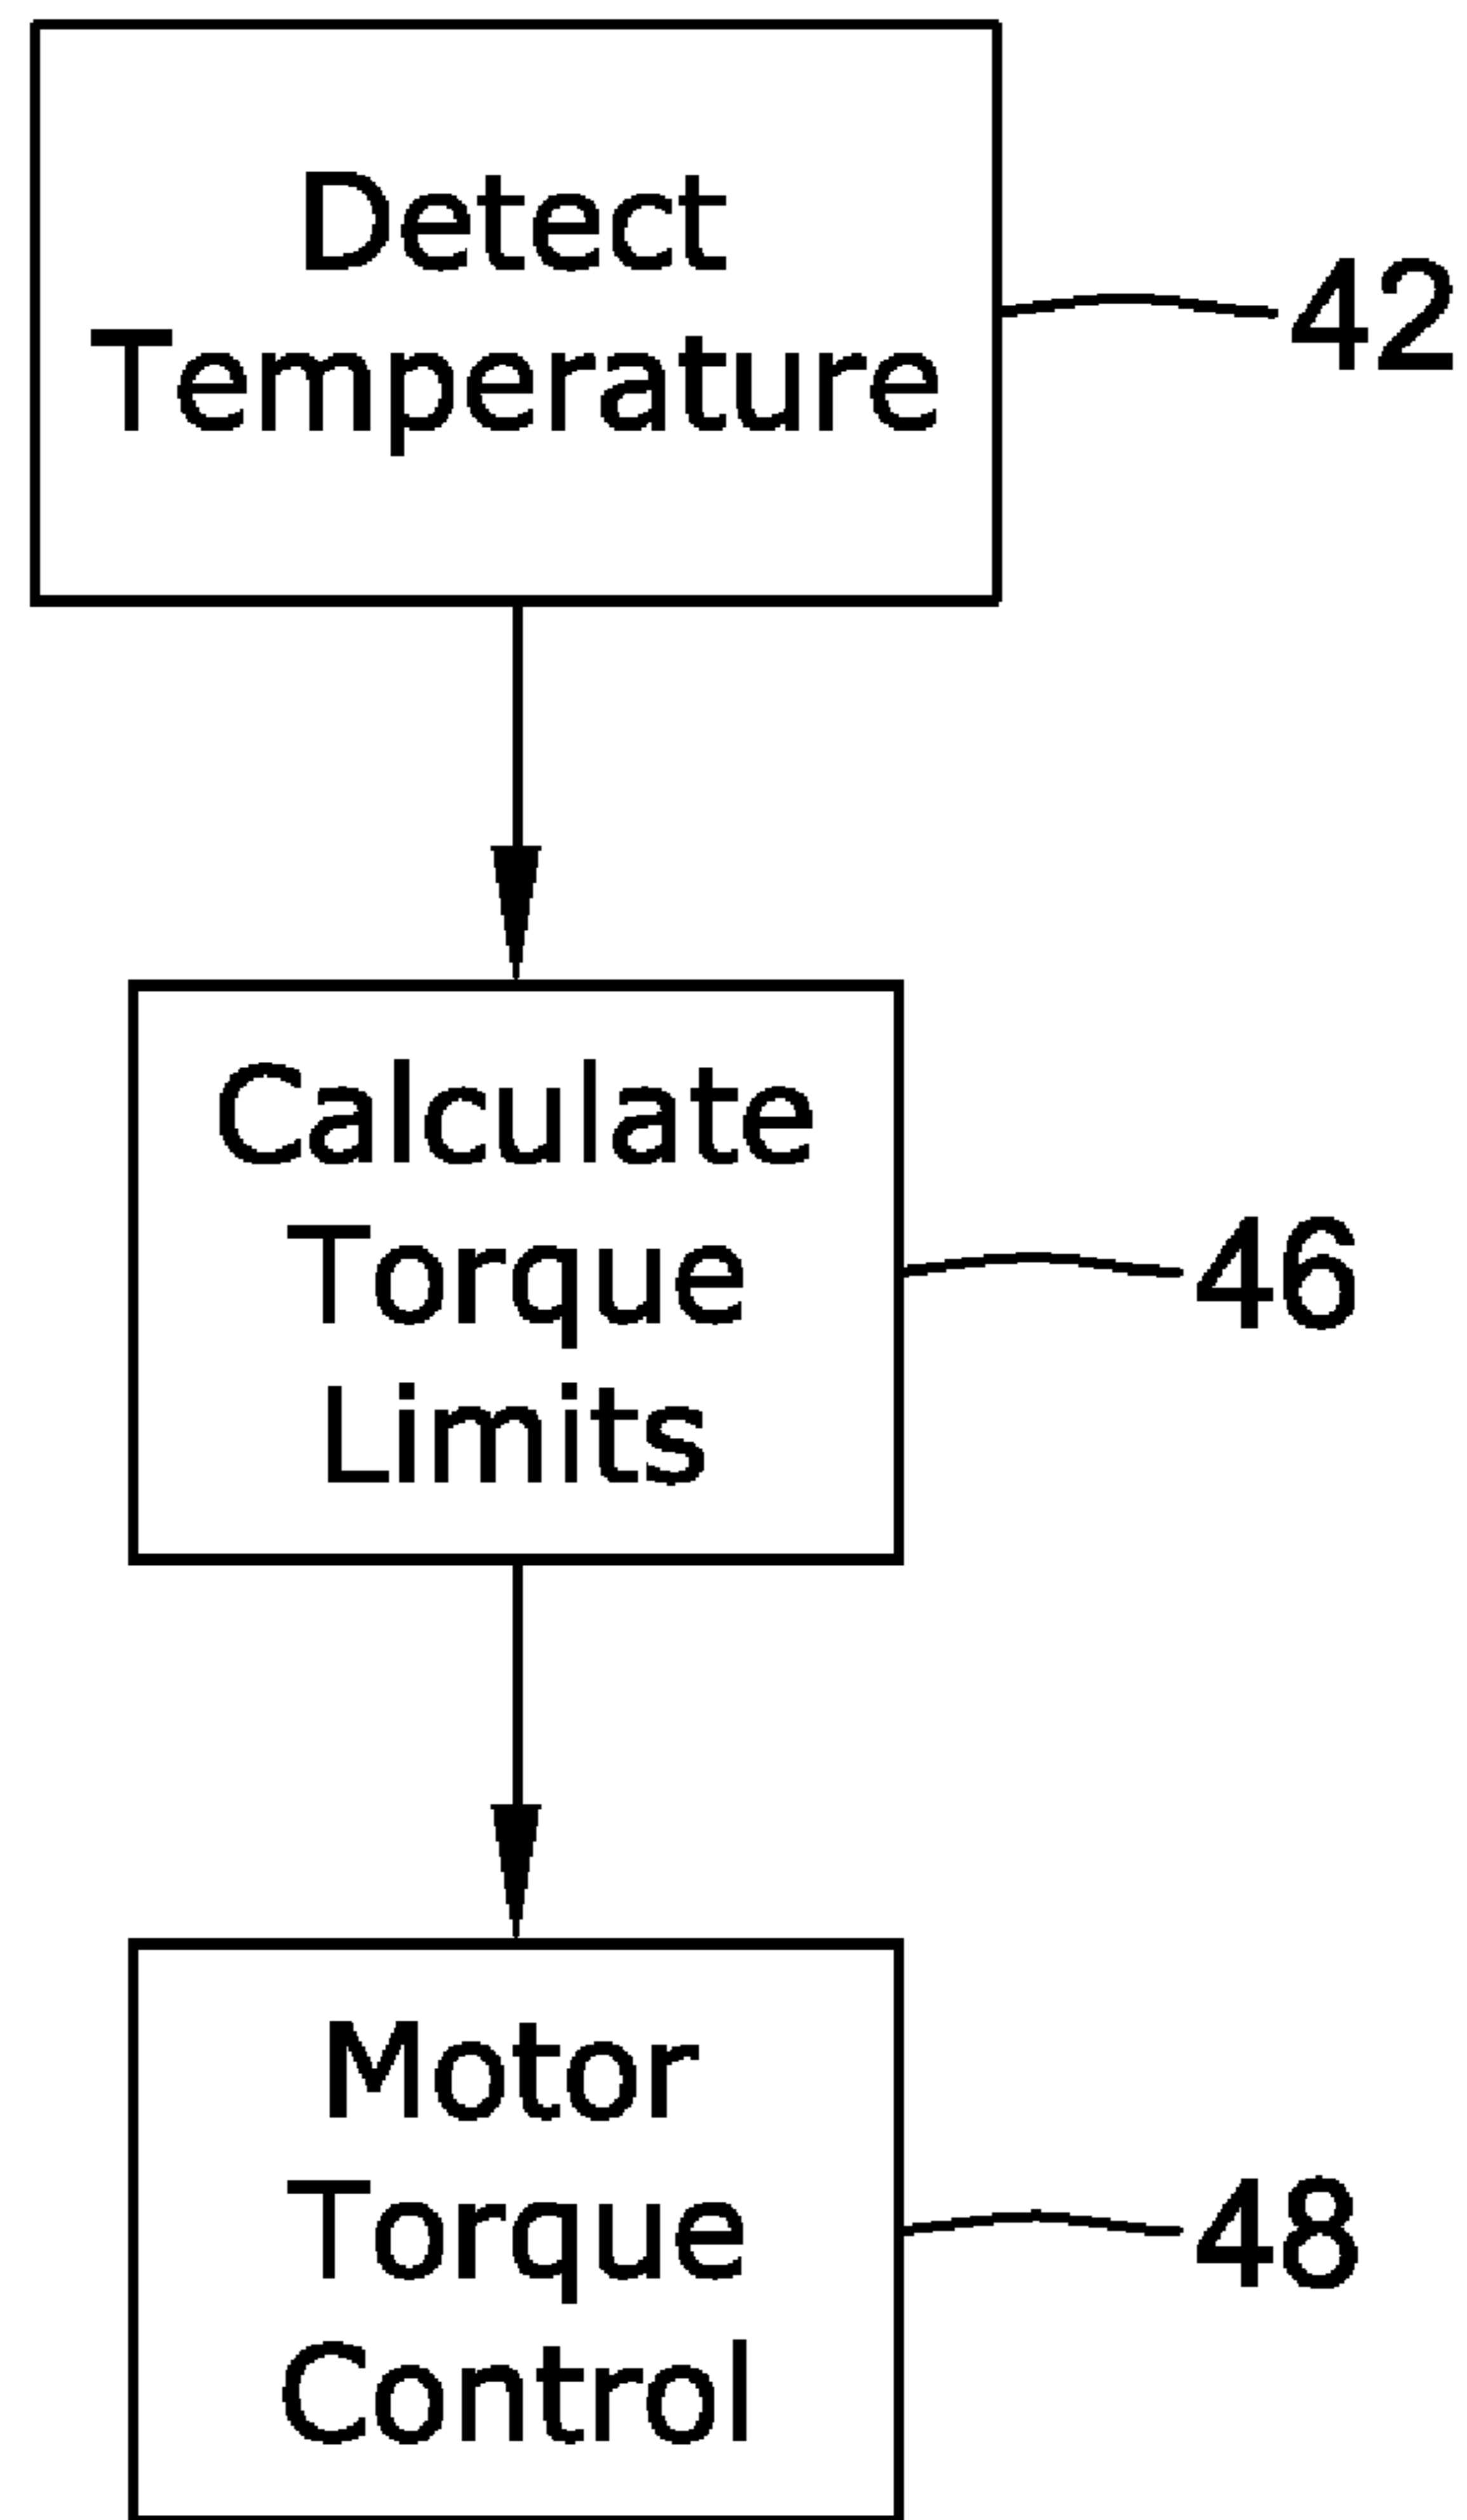 Detect
Temperature
42
Calculate
Torque
Limits
46
Motor
Torque
Control
48